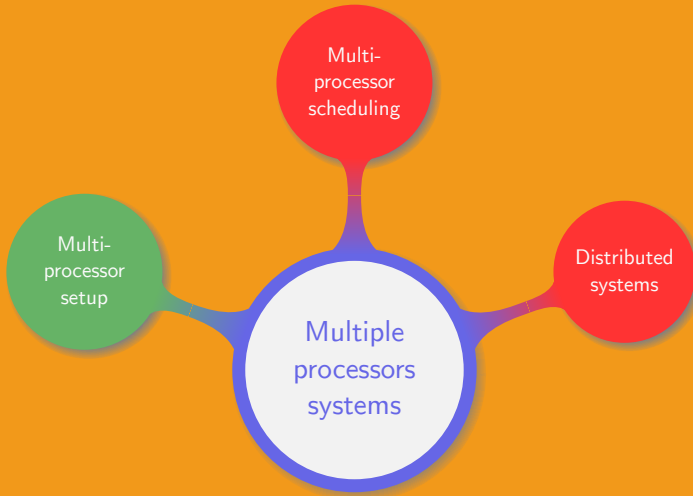 Multi-
processor
scheduling
Multi-
processor
setup
Distributed
systems
Multiple
processors
systems